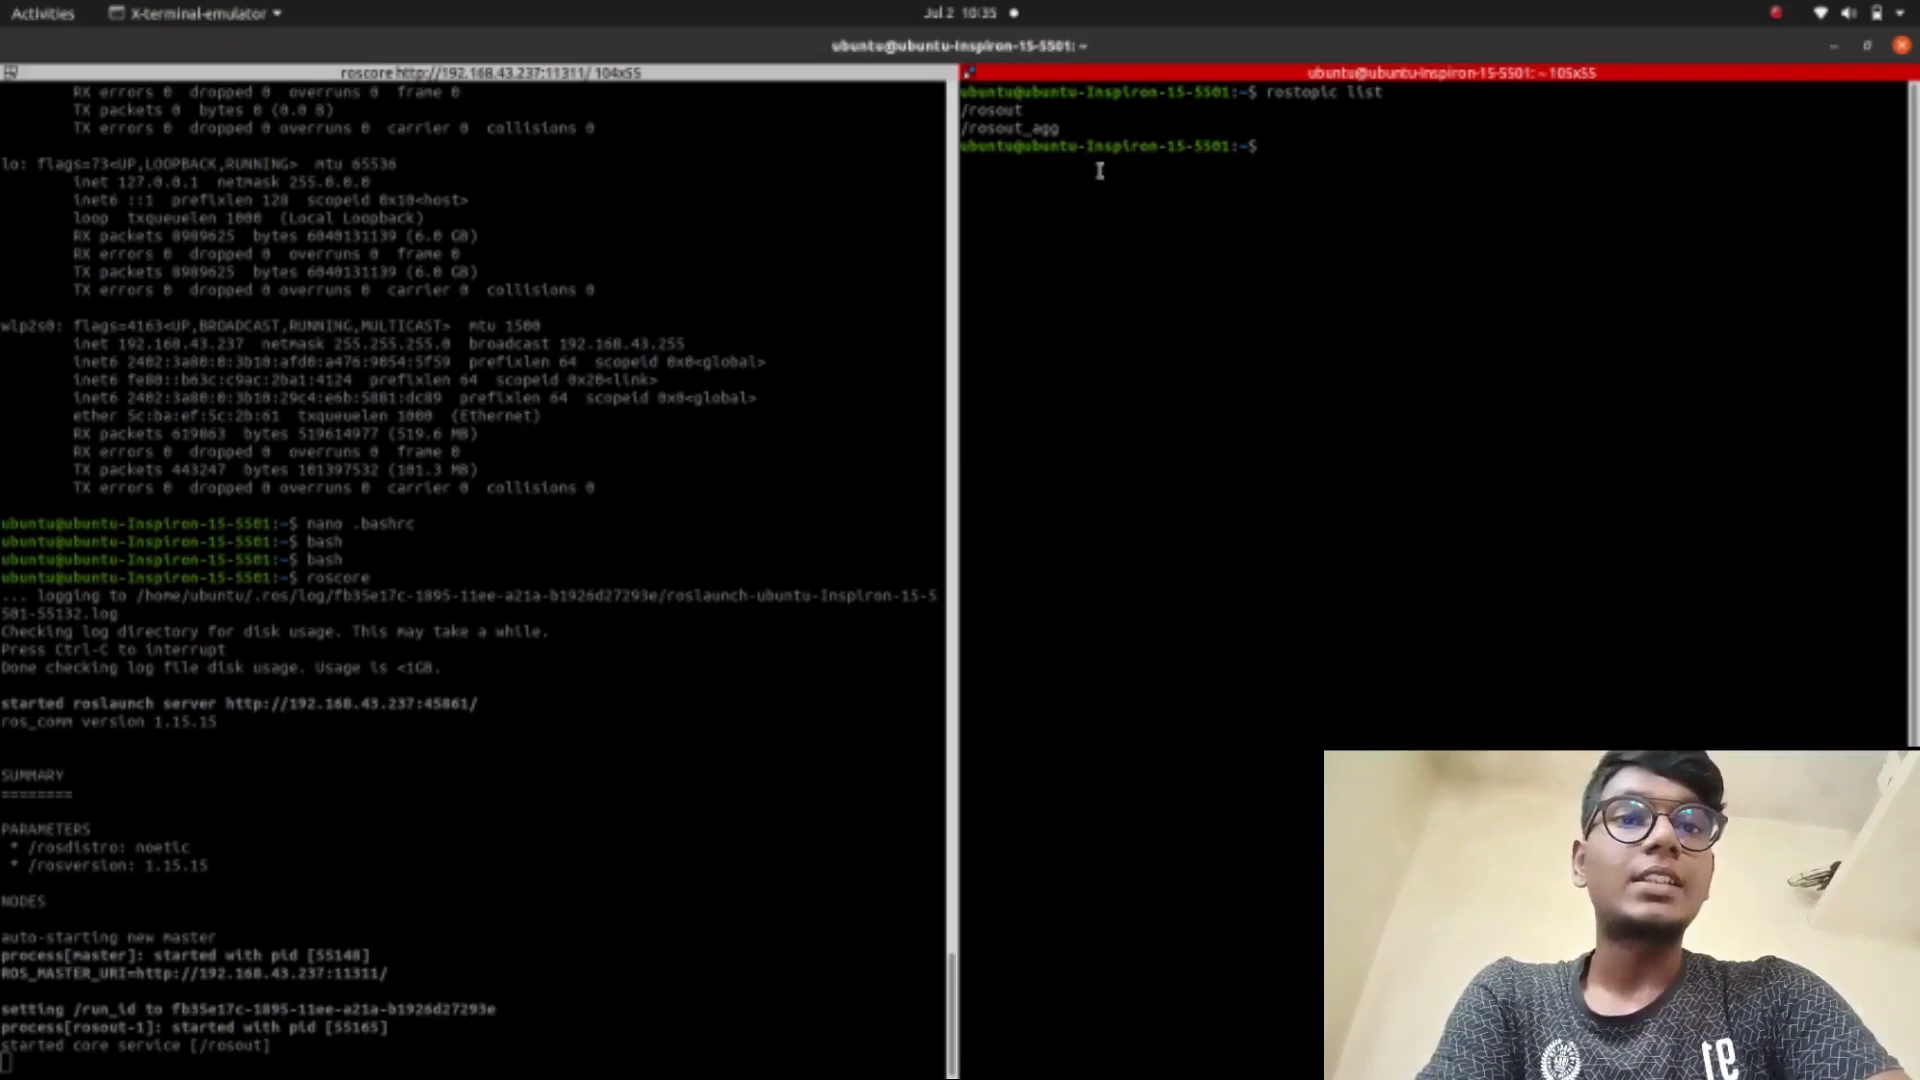 Activities
X-terminal-emulator
Jul 2 10:35
ubuntu@ubuntu-Inspiron-15-5501: ~
roscore http://192.168.43.237:11311/ 104x55
RX errors 0  dropped 0  overruns 0  frame 0
TX packets 0  bytes 0 (0.0 B)
TX errors 0  dropped 0 overruns 0  carrier 0  collisions 0
lo: flags=73<UP,LOOPBACK,RUNNING>  mtu 65536
inet 127.0.0.1  netmask 255.0.0.0
inet6 ::1  prefixlen 128  scopeid 0x10<host>
loop  txqueuelen 1000  (Local Loopback)
RX packets 8989625  bytes 6040131139 (6.0 GB)
RX errors 0  dropped 0  overruns 0  frame 0
TX packets 8989625  bytes 6040131139 (6.0 GB)
TX errors 0  dropped 0 overruns 0  carrier 0  collisions 0
wlp2s0: flags=4163<UP,BROADCAST,RUNNING,MULTICAST>  mtu 1500
inet 192.168.43.237  netmask 255.255.255.0  broadcast 192.168.43.255
inet6 2402:3a80:0:3b10:afd0:a476:9054:5f59  prefixlen 64  scopeid 0x0<global>
inet6 fe80::b63c:c9ac:2ba1:4124  prefixlen 64  scopeid 0x20<link>
inet6 2402:3a80:0:3b10:29c4:e6b:5801:dc09  prefixlen 64  scopeid 0x0<global>
ether 5c:ba:ef:5c:2b:61  txqueuelen 1000  (Ethernet)
RX packets 619863  bytes 519614977 (519.6 MB)
RX errors 0  dropped 0  overruns 0  frame 0
TX packets 443247  bytes 101397532 (101.3 MB)
TX errors 0  dropped 0 overruns 0  carrier 0  collisions 0
ubuntu@ubuntu-Inspiron-15-5501:~$ nano .bashrc
ubuntu@ubuntu-Inspiron-15-5501:~$ bash
ubuntu@ubuntu-Inspiron-15-5501:~$ bash
ubuntu@ubuntu-Inspiron-15-5501:~$ roscore
... logging to /home/ubuntu/.ros/log/fb35e17c-1895-11ee-a21a-b1926d27293e/roslaunch-ubuntu-Inspiron-15-5
501-55132.log
Checking log directory for disk usage. This may take a while.
Press Ctrl-C to interrupt
Done checking log file disk usage. Usage is <1GB.
started roslaunch server http://192.168.43.237:45861/
ros_comm version 1.15.15
SUMMARY
========
PARAMETERS
* /rosdistro: noetic
* /rosversion: 1.15.15
NODES
auto-starting new master
process[master]: started with pid [55148]
ROS_MASTER_URI=http://192.168.43.237:11311/
setting /run_id to fb35e17c-1895-11ee-a21a-b1926d27293e
process[rosout-1]: started with pid [55165]
started core service [/rosout]
ubuntu@ubuntu-Inspiron-15-5501: ~ 105x55
ubuntu@ubuntu-Inspiron-15-5501:~$ rostopic list
/rosout
/rosout_agg
ubuntu@ubuntu-Inspiron-15-5501:~$